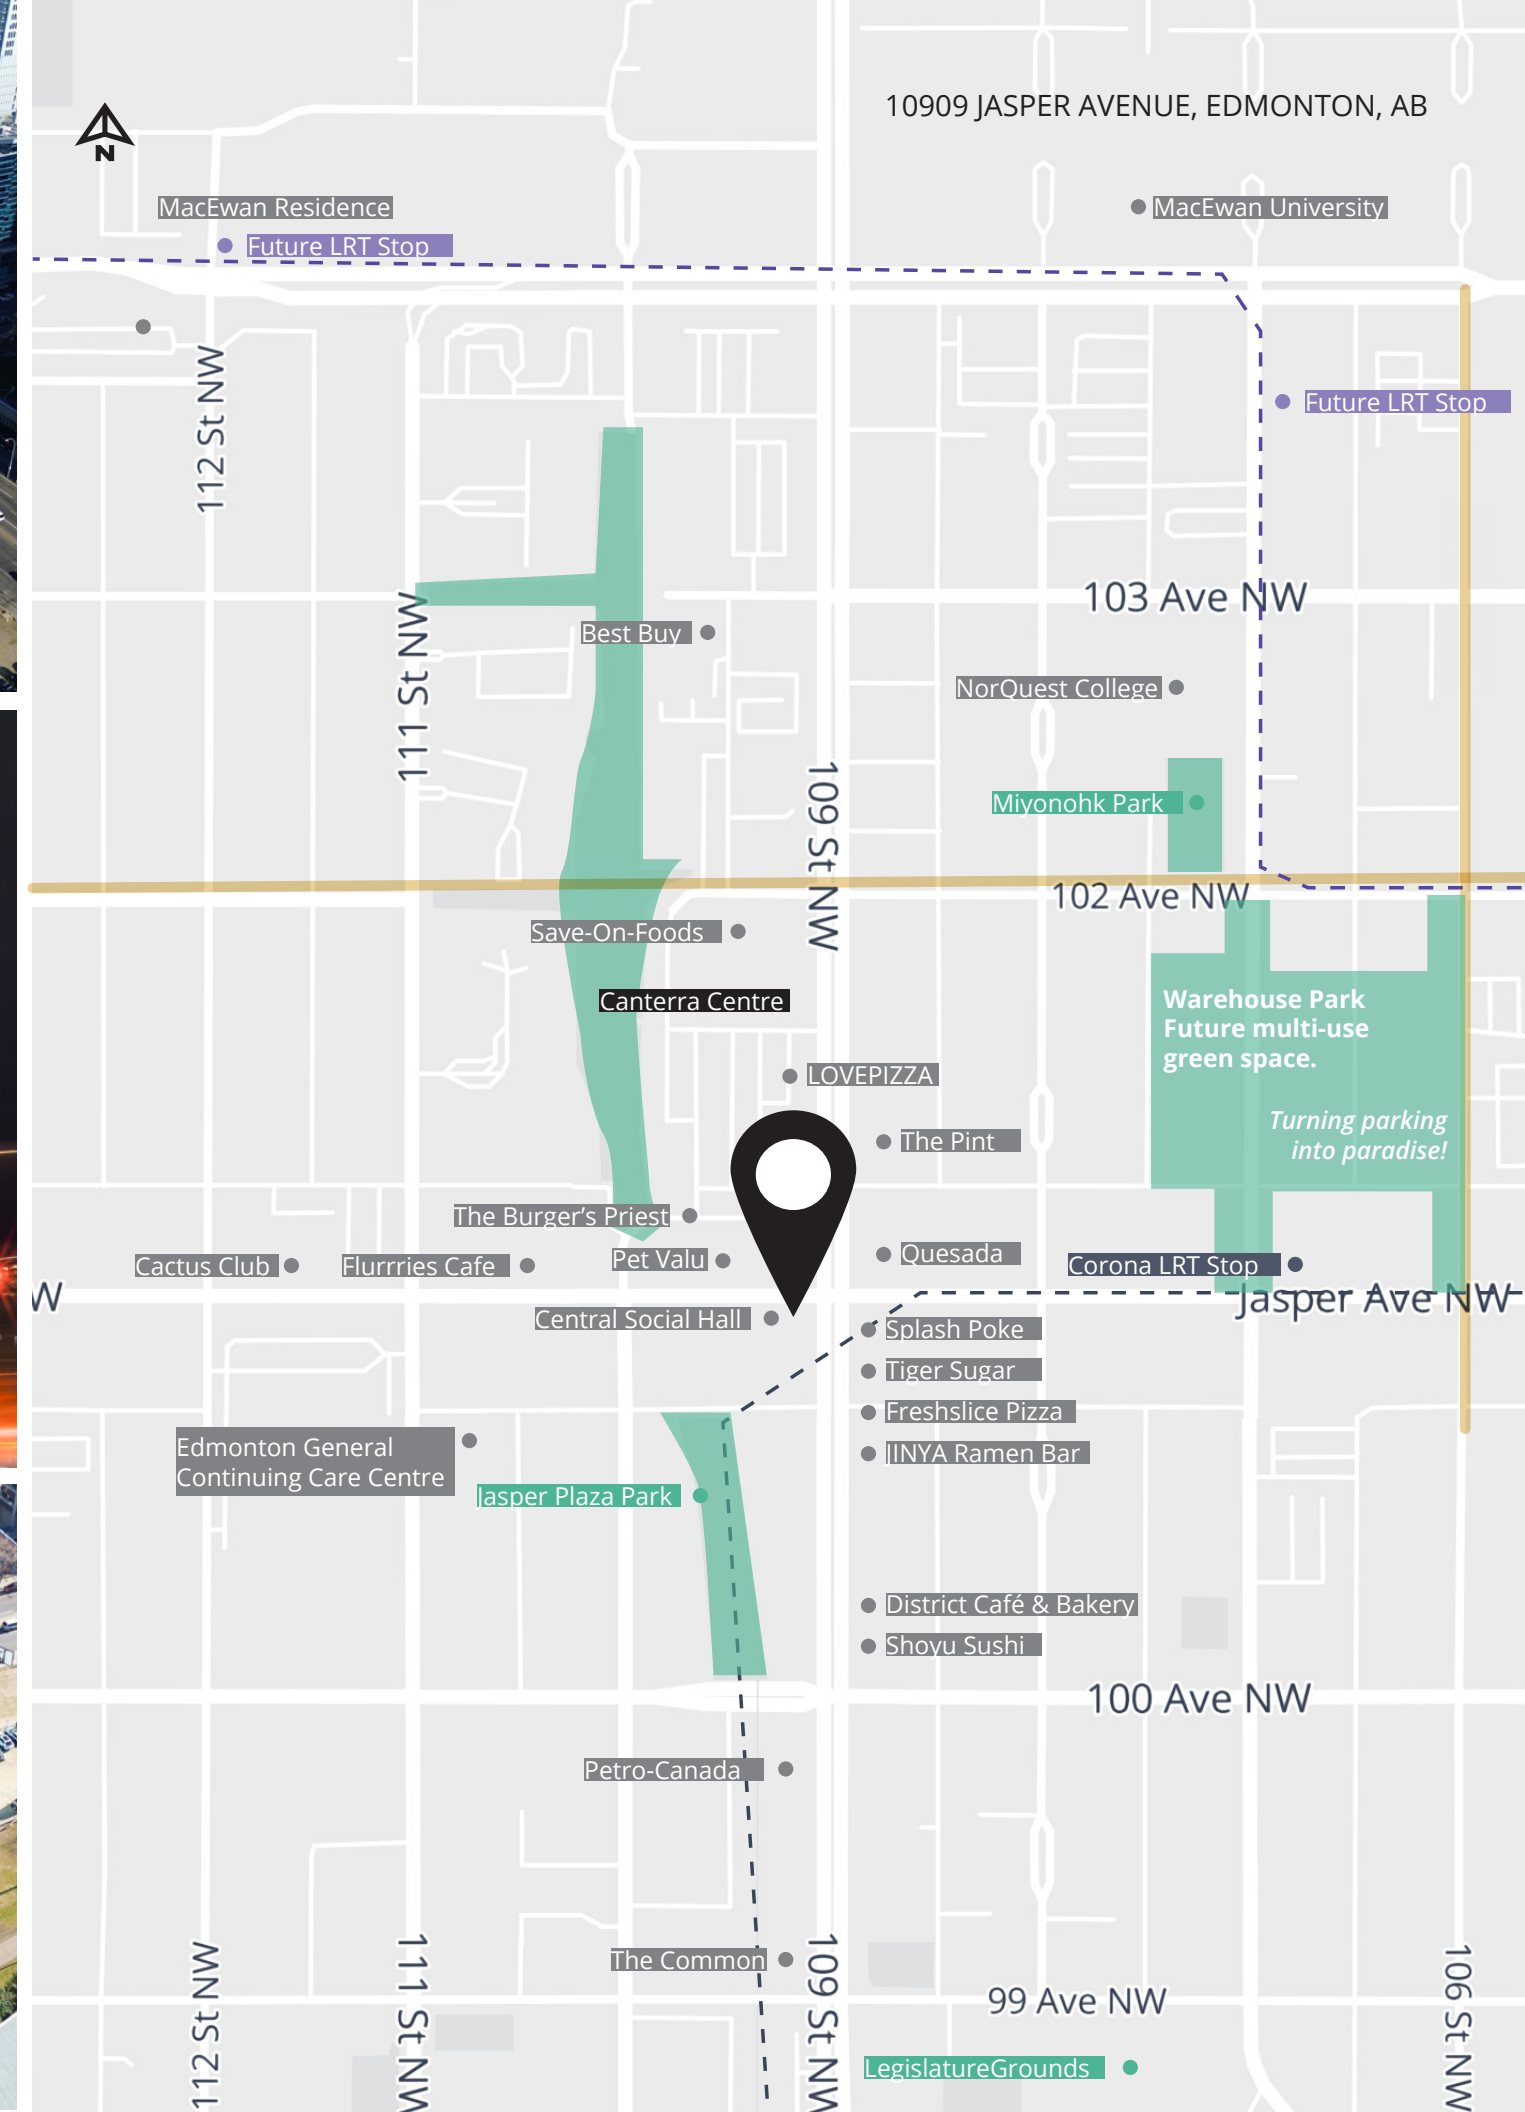 10909 JASPER AVENUE, EDMONTON, AB
N
MacEwan Residence
MacEwan University
Future LRT Stop
112 St NW
Future LRT Stop
103 Ave NW
111 St NW
Best Buy
NorQuest College
109 St NW
Miyonohk Park
102 Ave NW
Save-On-Foods
Canterra Centre
Warehouse Park
Future multi-use
green space.
LOVEPIZZA
Turning parking
into paradise!
The Pint
The Burger’s Priest
Quesada
Pet Valu
Cactus Club
Flurrries Cafe
Corona LRT Stop
W
Jasper Ave NW
Central Social Hall
Splash Poke
Tiger Sugar
Freshslice Pizza
Edmonton General
Continuing Care Centre
JINYA Ramen Bar
Jasper Plaza Park
District Café & Bakery
Shoyu Sushi
100 Ave NW
Petro-Canada
The Common
112 St NW
111 St NW
109 St NW
99 Ave NW
106 St NW
LegislatureGrounds